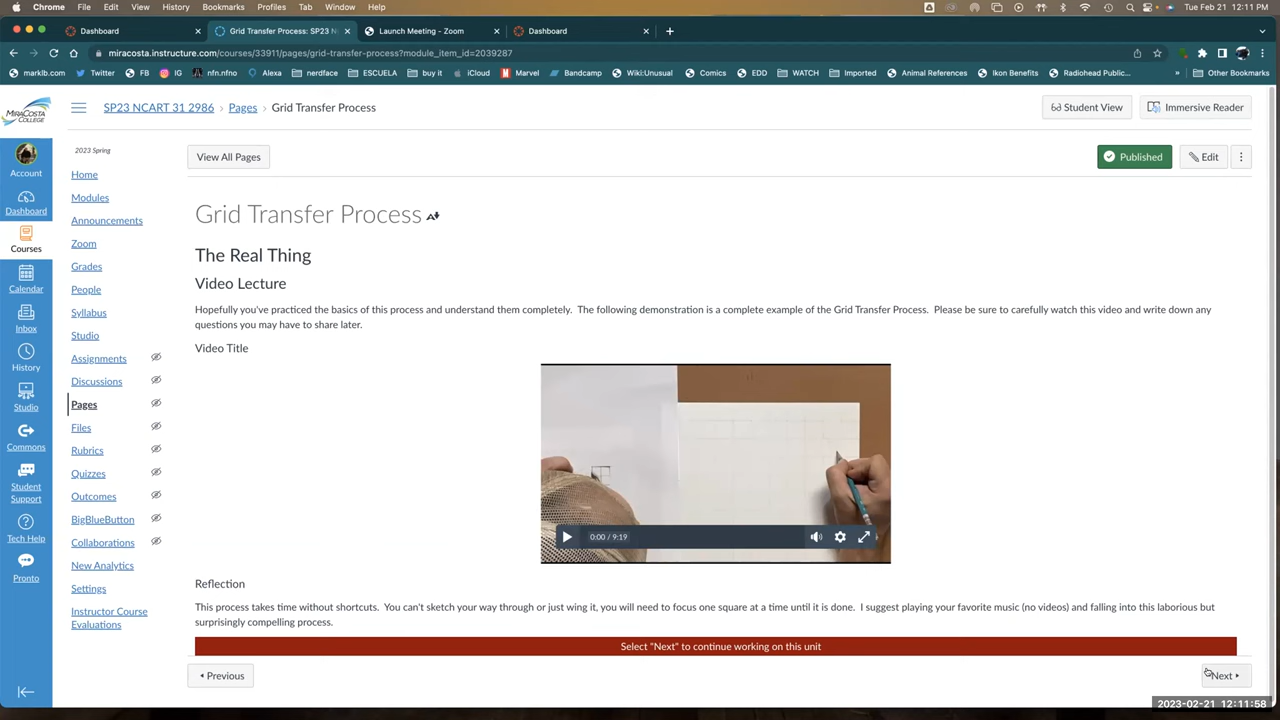 Chrome File Edit View History Bookmarks Profiles Tab Window Help Tue Feb 21 12:11 PM
Dashboard Grid Transfer Process: SP23 N Launch Meeting - Zoom Dashboard
miracosta.instructure.com/courses/33911/pages/grid-transfer-process?module_item_id=2039287
marklb.com Twitter FB IG nfn.nfno Alexa nerdface ESCUELA buy it iCloud Marvel Bandcamp Wiki:Unusual Comics EDD WATCH Imported Animal References Ikon Benefits Radiohead Public... » Other Bookmarks
MIRACOSTA COLLEGE
SP23 NCART 31 2986 › Pages › Grid Transfer Process Student View Immersive Reader
2023 Spring
View All Pages Published Edit
Account
Dashboard
Courses
Calendar
Inbox
History
Studio
Commons
Student Support
Tech Help
Pronto
Home
Modules
Announcements
Zoom
Grades
People
Syllabus
Studio
Assignments
Discussions
Pages
Files
Rubrics
Quizzes
Outcomes
BigBlueButton
Collaborations
New Analytics
Settings
Instructor Course
Evaluations
Grid Transfer Process
The Real Thing
Video Lecture
Hopefully you've practiced the basics of this process and understand them completely. The following demonstration is a complete example of the Grid Transfer Process. Please be sure to carefully watch this video and write down any
questions you may have to share later.
Video Title
0:00 / 9:19
Reflection
This process takes time without shortcuts. You can't sketch your way through or just wing it, you will need to focus one square at a time until it is done. I suggest playing your favorite music (no videos) and falling into this laborious but
surprisingly compelling process.
Select "Next" to continue working on this unit
Previous Next
2023-02-21 12:11:58